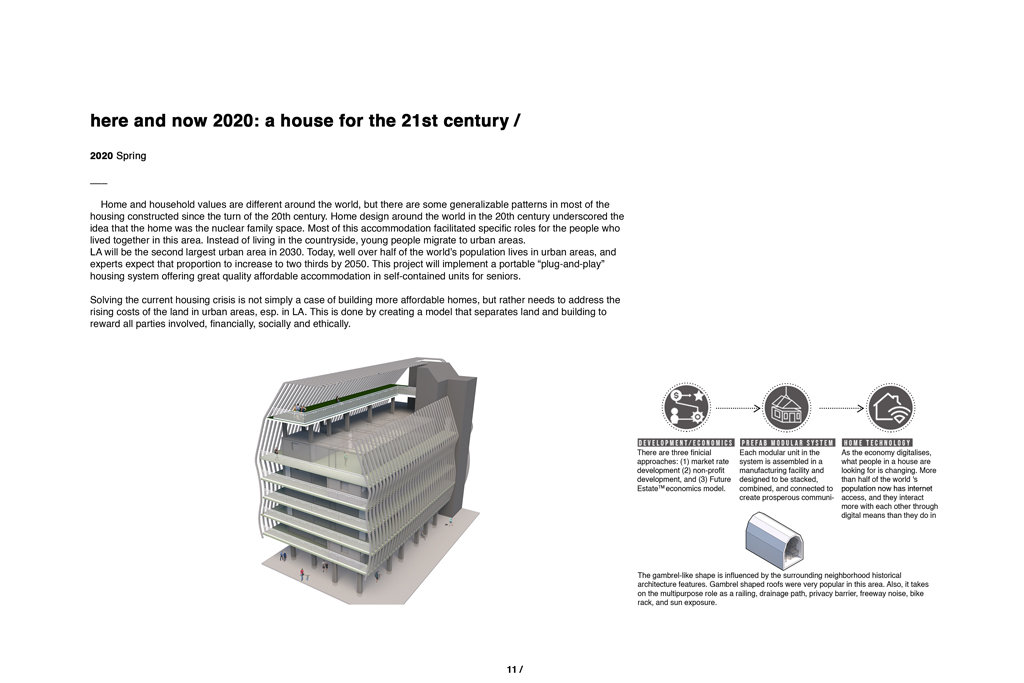 here and now 2020: a house for the 21st century /
2020 Spring
Home and household values are different around the world, but there are some generalizable patterns in most of the
housing constructed since the turn of the 20th century. Home design around the world in the 20th century underscored the
idea that the home was the nuclear family space. Most of this accommodation facilitated specific roles for the people who
lived together in this area. Instead of living in the countryside, young people migrate to urban areas.
LA will be the second largest urban area in 2030. Today, well over half of the world's population lives in urban areas, and
experts expect that proportion to increase to two thirds by 2050. This project will implement a portable “plug-and-play”
housing system offering great quality affordable accommodation in self-contained units for seniors.
Solving the current housing crisis is not simply a case of building more affordable homes, but rather needs to address the
rising costs of the land in urban areas, esp. in LA. This is done by creating a model that separates land and building to
reward all parties involved, financially, socially and ethically.
DEVELOPMENT/ECONOMICS
There are three finicial
approaches: (1) market rate
development (2) non-profit
development, and (3) Future
Estate™ economics model.
PREFAB MODULAR SYSTEM
Each modular unit in the
system is assembled in a
manufacturing facility and
designed to be stacked,
combined, and connected to
create prosperous communi-
HOME TECHNOLOGY
As the economy digitalises,
what people in a house are
looking for is changing. More
than half of the world 's
population now has internet
access, and they interact
more with each other through
digital means than they do in
The gambrel-like shape is influenced by the surrounding neighborhood historical
architecture features. Gambrel shaped roofs were very popular in this area. Also, it takes
on the multipurpose role as a railing, drainage path, privacy barrier, freeway noise, bike
rack, and sun exposure.
11 /